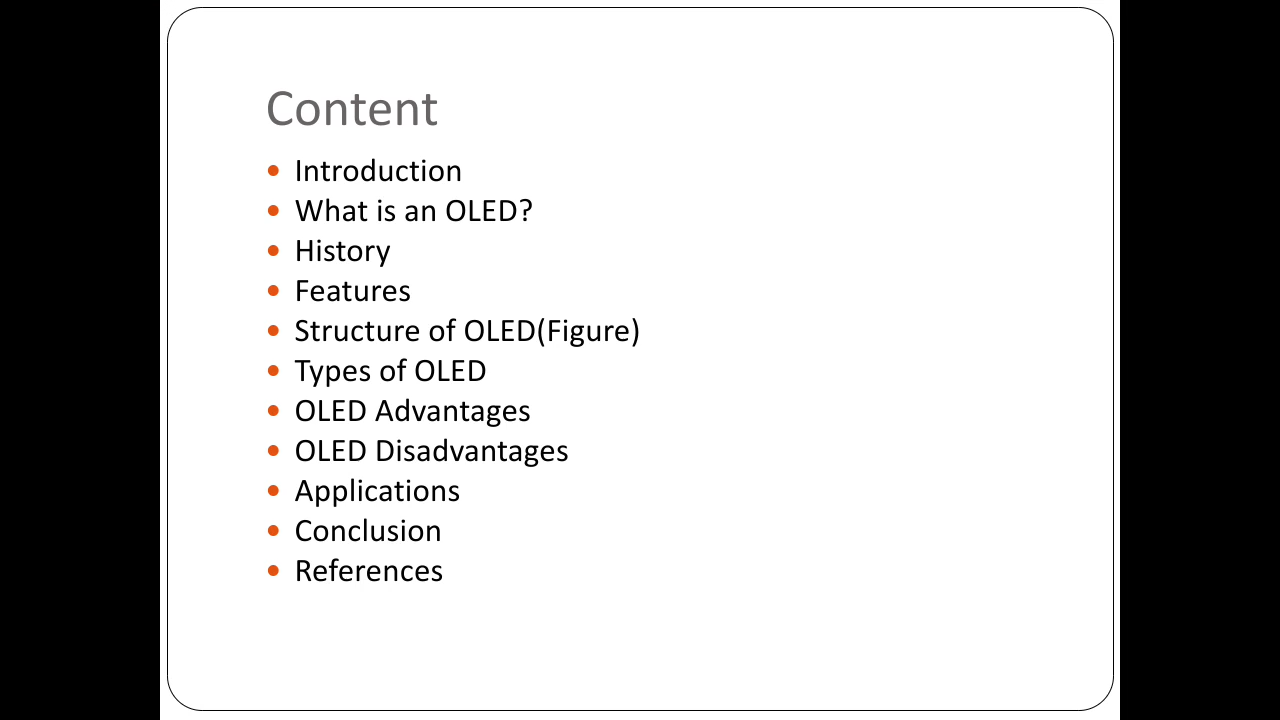 Content
Introduction
What is an OLED?
History
Features
Structure of OLED(Figure)
Types of OLED
OLED Advantages
OLED Disadvantages
Applications
Conclusion
References